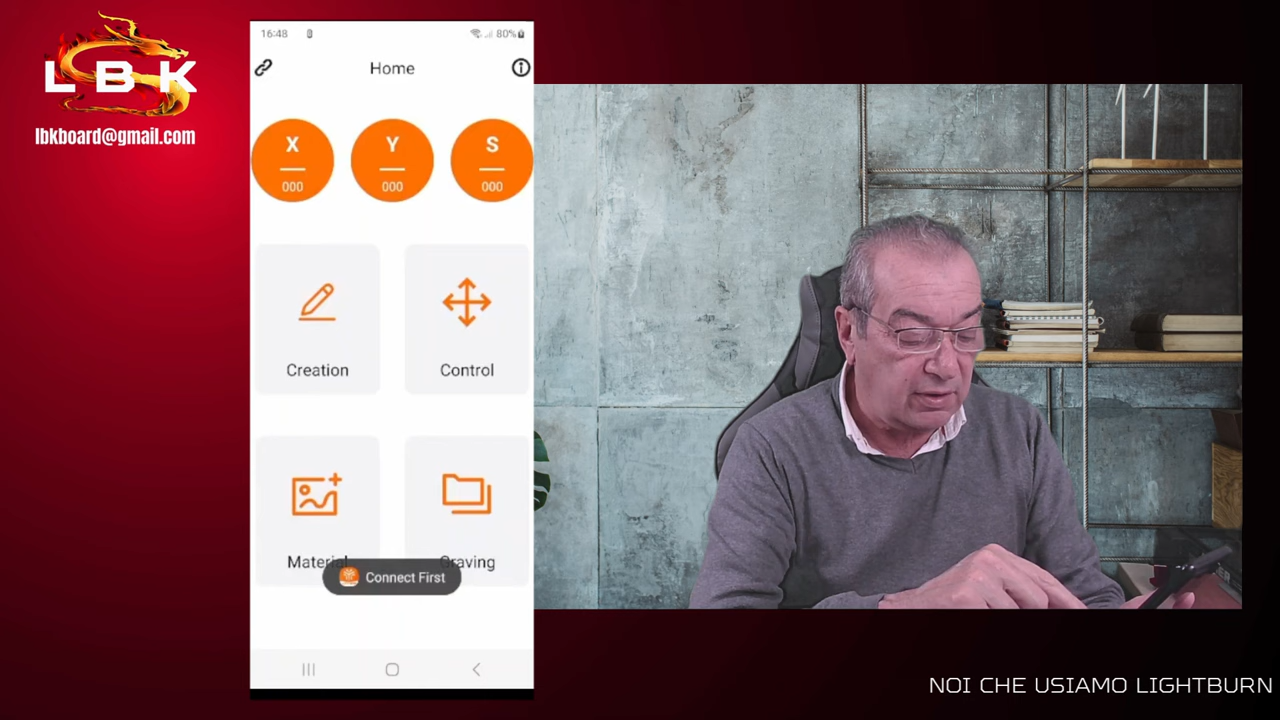 LBK
lbkboard@gmail.com
16:48
80%
Home
X
000
Y
000
S
000
Creation
Control
Material
Graving
Connect First
NOI CHE USIAMO LIGHTBURN